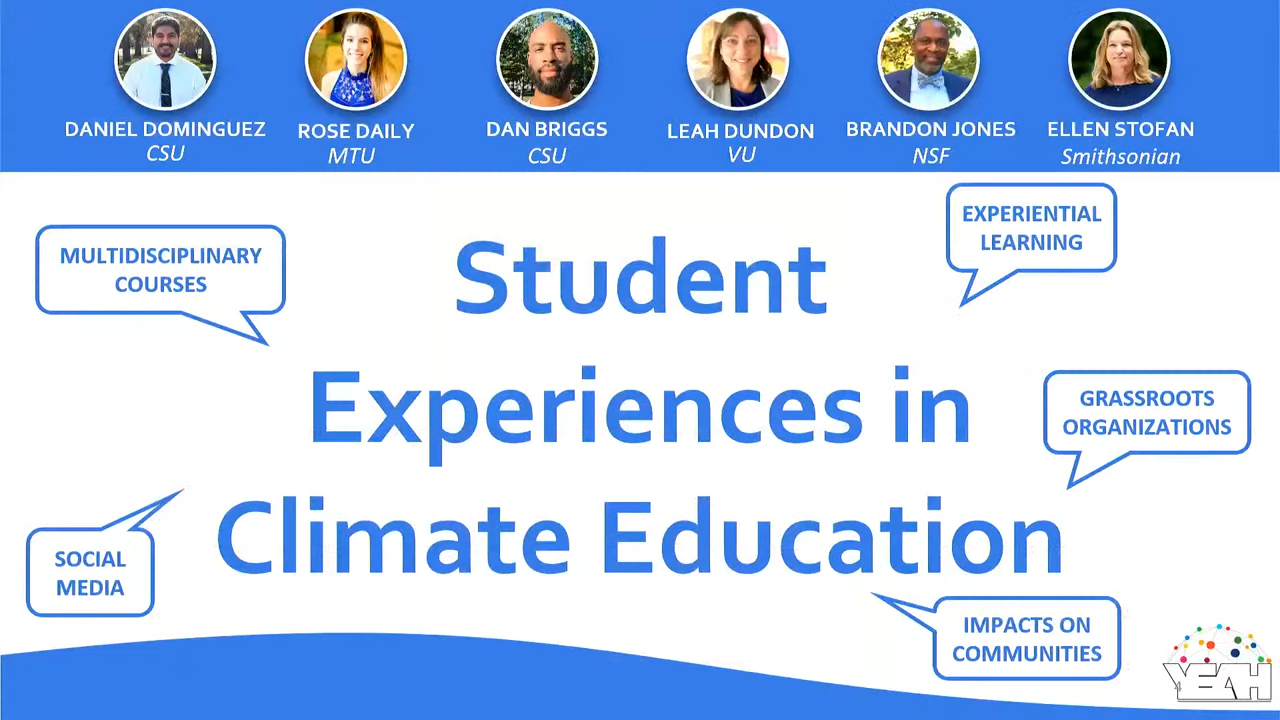 DANIEL DOMINGUEZ
CSU
ROSE DAILY
MTU
DAN BRIGGS
CSU
LEAH DUNDON
VU
BRANDON JONES
NSF
ELLEN STOFAN
Smithsonian
MULTIDISCIPLINARY
COURSES
EXPERIENTIAL
LEARNING
Student
Experiences in
Climate Education
GRASSROOTS
ORGANIZATIONS
SOCIAL
MEDIA
IMPACTS ON
COMMUNITIES
YEAH
4